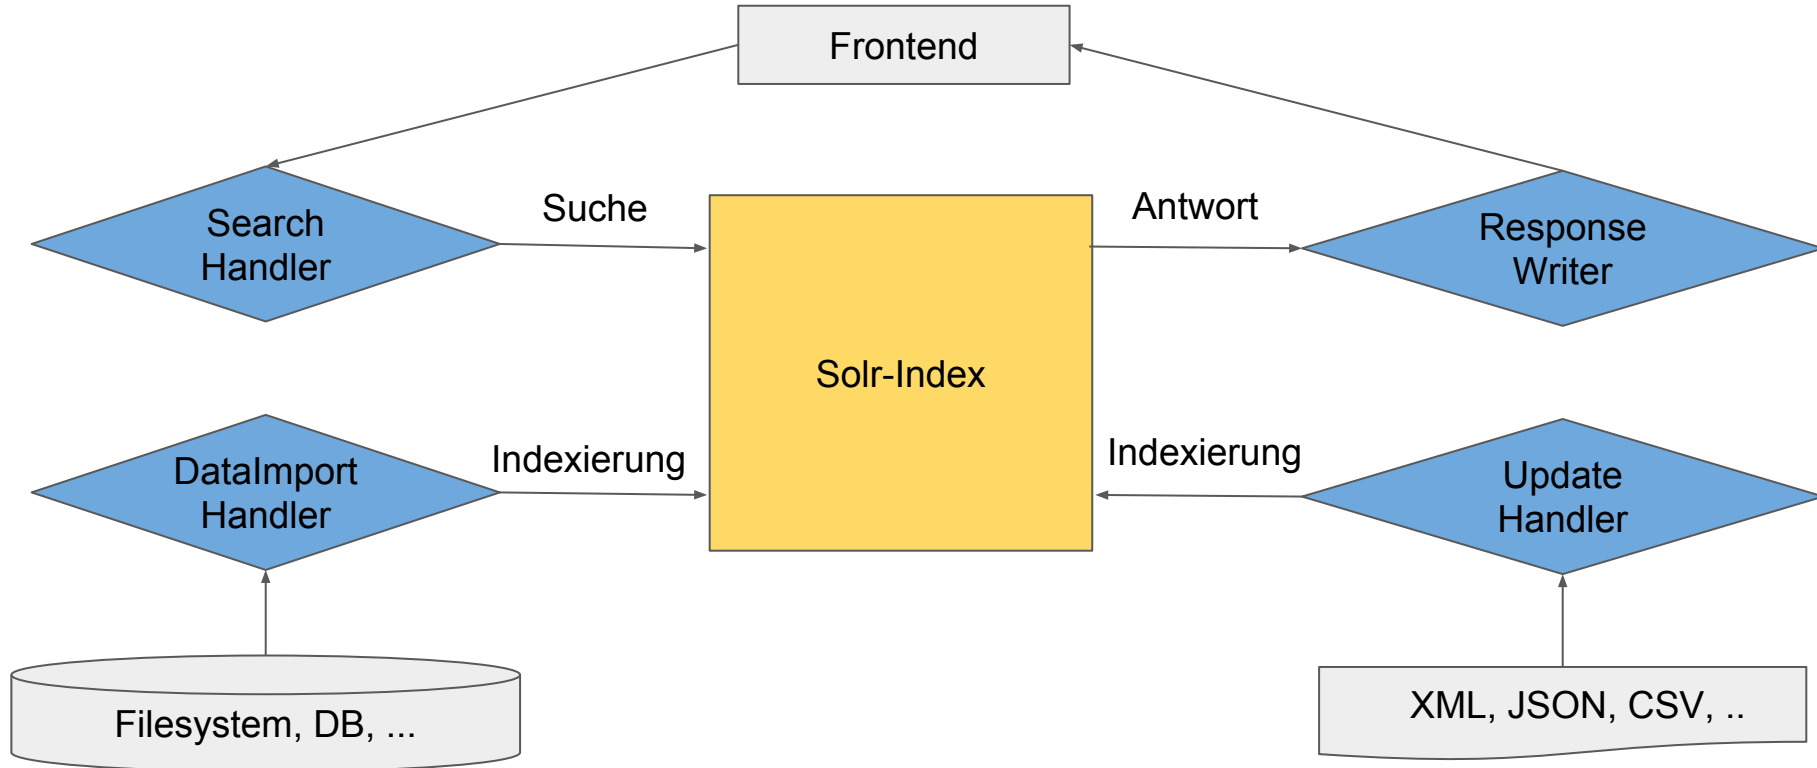 Frontend
Search
Handler
Suche
Antwort
Response
Writer
Solr-Index
DataImport
Handler
Indexierung
Indexierung
Update
Handler
Filesystem, DB, ...
XML, JSON, CSV, ..